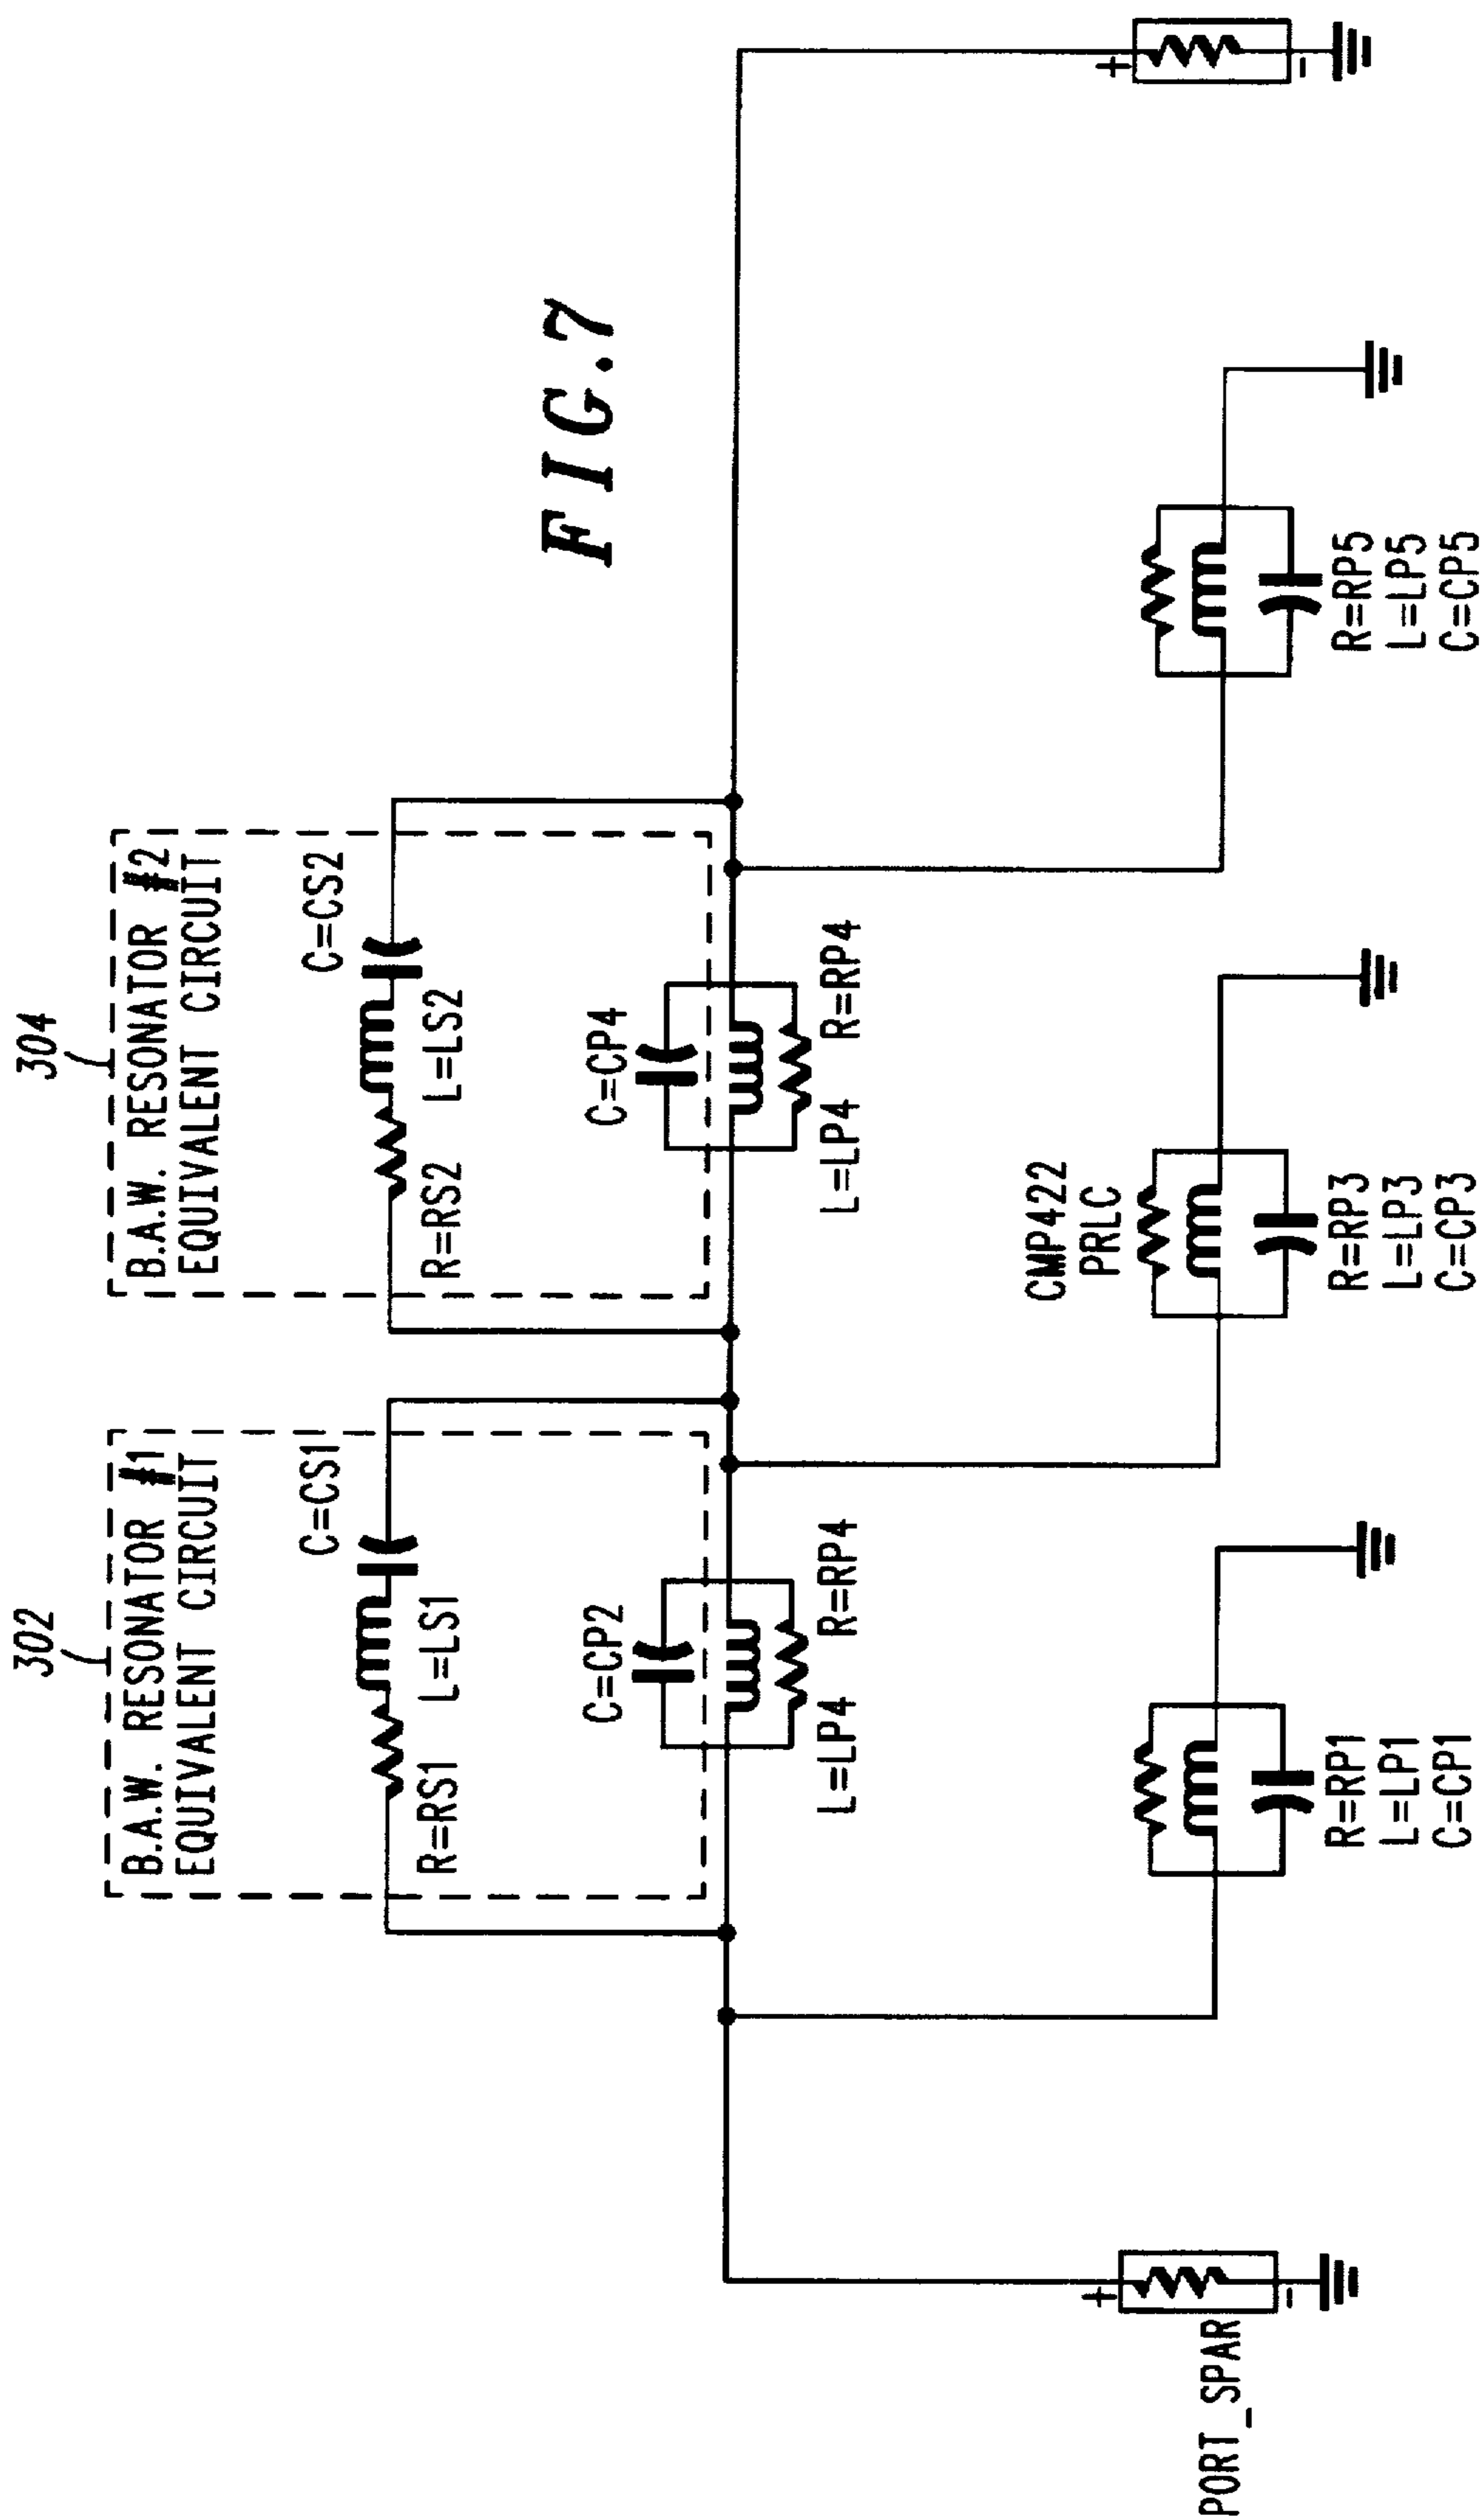 302
B.A.W. RESONATOR #1
EQUIVALENT CIRCUIT
C=CS1
R=RS1
L=LS1
C=CP2
L=LP4
R=RP4
304
B.A.W. RESONATOR #2
EQUIVALENT CIRCUIT
C=CS2
R=RS2
L=LS2
C=CP4
L=LP4
R=RP4
FIG.7
+
-
PORT_SPAR
R=RP1
L=LP1
C=CP1
CMP422
PRLC
R=RP3
L=LP3
C=CP3
R=RP5
L=LP5
C=CP5
+
-